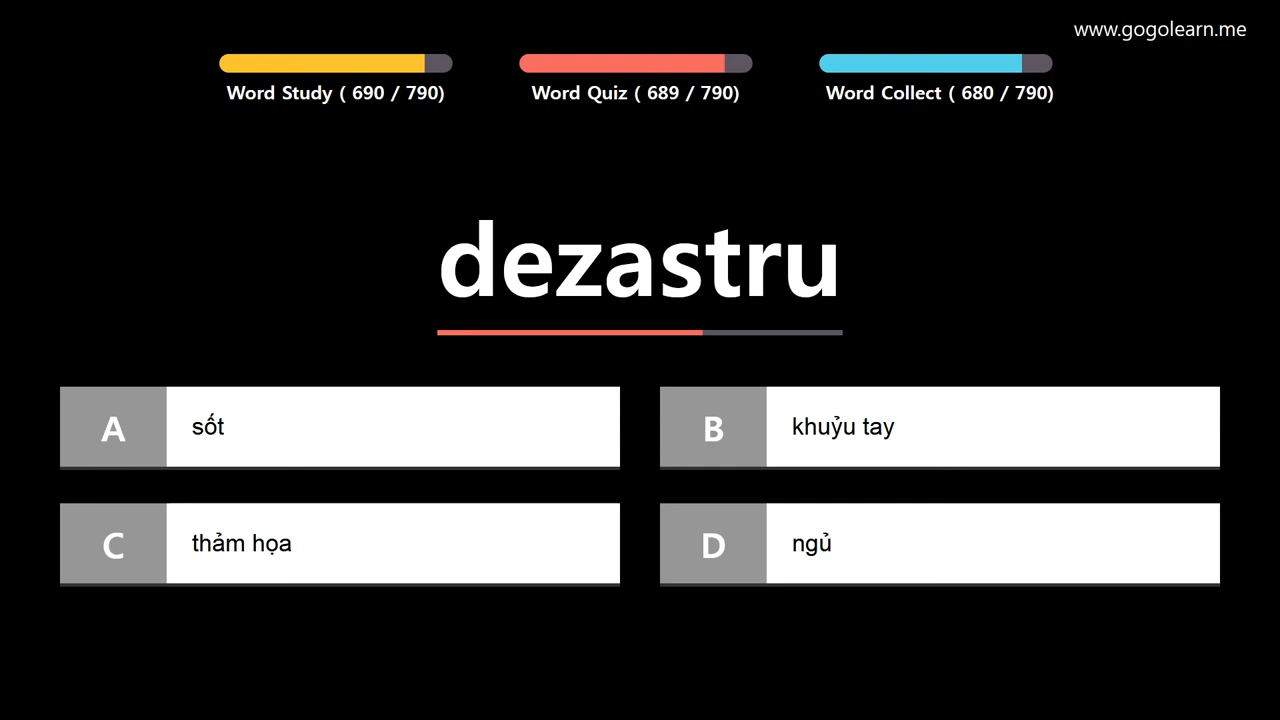 www.gogolearn.me
Word Study ( 690 / 790)
Word Quiz ( 689 / 790)
Word Collect ( 680 / 790)
dezastru
A sốt
B khuỷu tay
C thảm họa
D ngủ